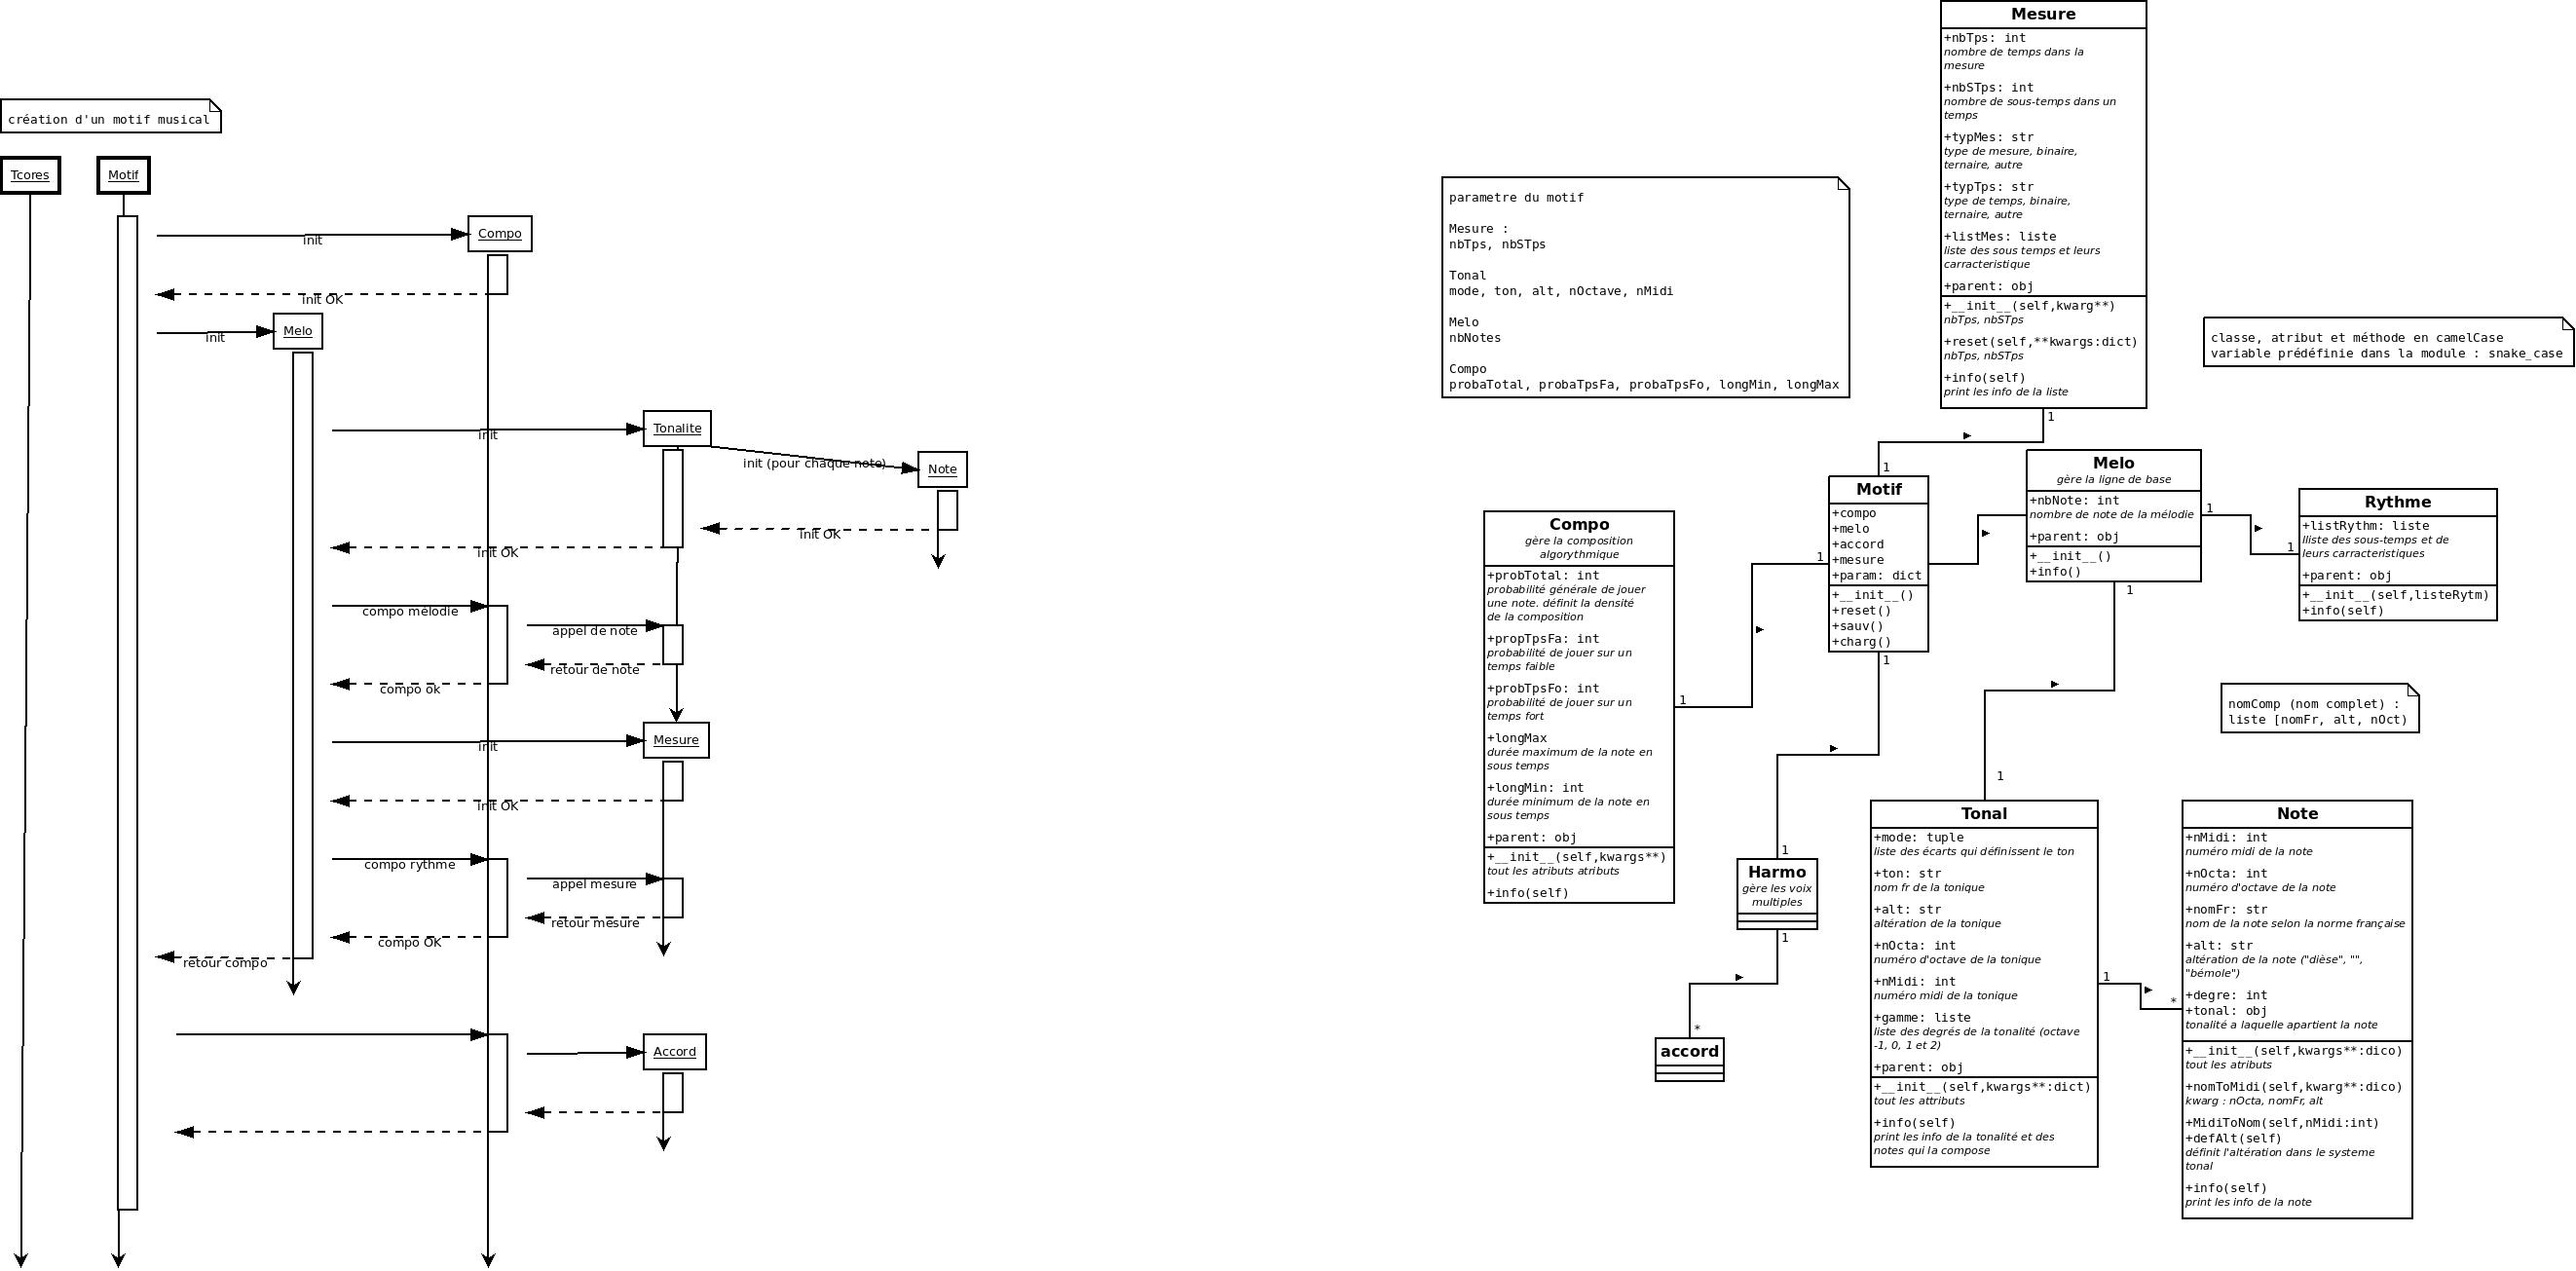 création d'un motif musical
Tcores
Motif
Compo
init
init OK
Melo
init
Tonalite
init
init (pour chaque note)
Note
init OK
init OK
compo mélodie
appel de note
retour de note
compo ok
Mesure
init
init OK
compo rythme
appel mesure
retour mesure
compo OK
retour compo
Accord
parametre du motif
Mesure :
nbTps, nbSTps
Tonal
mode, ton, alt, nOctave, nMidi
Melo
nbNotes
Compo
probaTotal, probaTpsFa, probaTpsFo, longMin, longMax
Mesure
+nbTps: int
nombre de temps dans la
mesure
+nbSTps: int
nombre de sous-temps dans un
temps
+typMes: str
type de mesure, binaire,
ternaire, autre
+typTps: str
type de temps, binaire,
ternaire, autre
+listMes: liste
liste des sous temps et leurs
carracteristique
+parent: obj
+__init__(self,kwarg**)
nbTps, nbSTps
+reset(self,**kwargs:dict)
nbTps, nbSTps
+info(self)
print les info de la liste
1
1
classe, atribut et méthode en camelCase
variable prédéfinie dans la module : snake_case
Motif
+compo
+melo
+accord
+mesure
+param: dict
+__init__()
+reset()
+sauv()
+charg()
1
1
Melo
gère la ligne de base
+nbNote: int
nombre de note de la mélodie
+parent: obj
+__init__()
+info()
1
1
1
Rythme
+listRythm: liste
lliste des sous-temps et de
leurs carracteristiques
+parent: obj
+__init__(self,listeRytm)
+info(self)
Compo
gère la composition
algorythmique
+probTotal: int
probabilité générale de jouer
une note. définit la densité
de la composition
+propTpsFa: int
probabilité de jouer sur un
temps faible
+probTpsFo: int
probabilité de jouer sur un
temps fort
+longMax
durée maximum de la note en
sous temps
+longMin: int
durée minimum de la note en
sous temps
+parent: obj
+__init__(self,kwargs**)
tout les atributs atributs
+info(self)
1
nomComp (nom complet) :
liste [nomFr, alt, nOct)
1
Harmo
gère les voix
multiples
1
*
accord
1
Tonal
+mode: tuple
liste des écarts qui définissent le ton
+ton: str
nom fr de la tonique
+alt: str
altération de la tonique
+nOcta: int
numéro d'octave de la tonique
+nMidi: int
numéro midi de la tonique
+gamme: liste
liste des degrés de la tonalité (octave
-1, 0, 1 et 2)
+parent: obj
+__init__(self,kwargs**:dict)
tout les attributs
+info(self)
print les info de la tonalité et des
notes qui la compose
1
*
Note
+nMidi: int
numéro midi de la note
+nOcta: int
numéro d'octave de la note
+nomFr: str
nom de la note selon la norme française
+alt: str
altération de la note ("dièse", "",
"bémole")
+degre: int
+tonal: obj
tonalité a laquelle apartient la note
+__init__(self,kwargs**:dico)
tout les atributs
+nomToMidi(self,kwarg**:dico)
kwarg : nOcta, nomFr, alt
+MidiToNom(self,nMidi:int)
+defAlt(self)
définit l'altération dans le systeme
tonal
+info(self)
print les info de la note